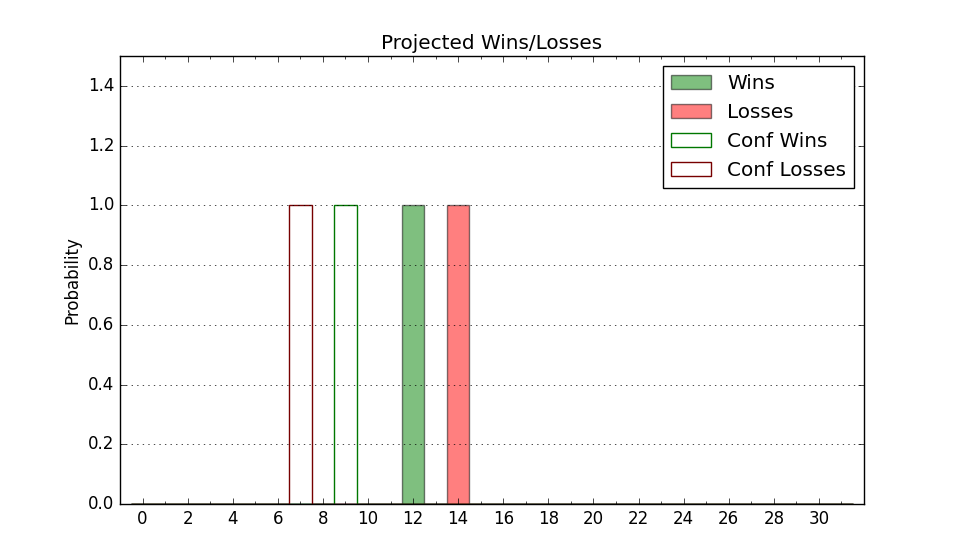 Projected Wins/Losses
Wins
Losses
Conf Wins
Conf Losses
Probability
1.4
1.2
1.0
0.8
0.6
0.4
0.2
0.0
0 2 4 6 8 10 12 14 16 18 20 22 24 26 28 30